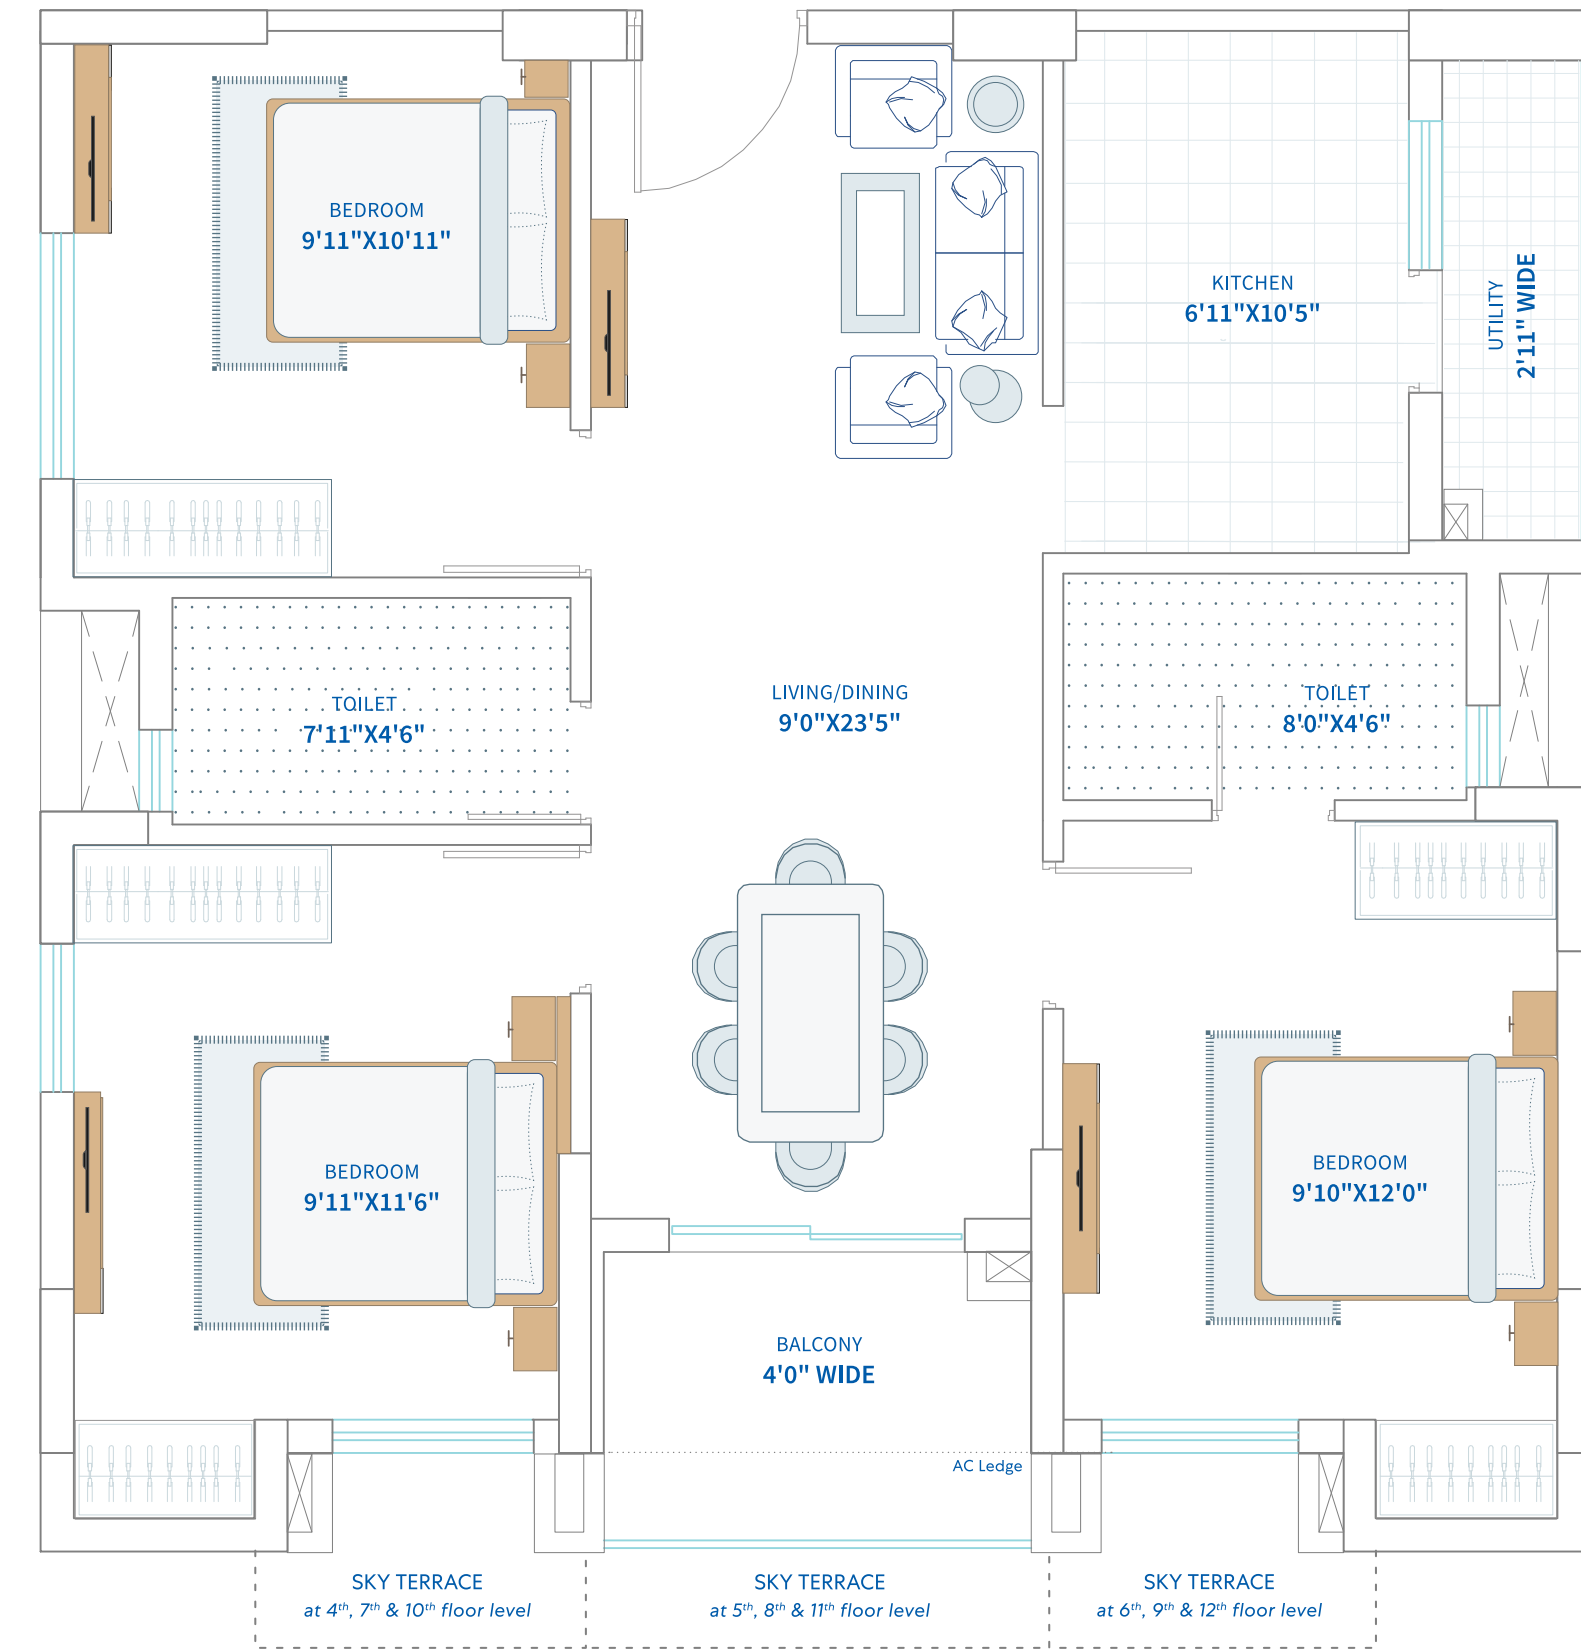 BEDROOM
9'11"X10'11"
KITCHEN
6'11"X10'5"
UTILITY
2'11" WIDE
TOILET
7'11"X4'6"
LIVING/DINING
9'0"X23'5"
TOILET
8'0"X4'6"
BEDROOM
9'11"X11'6"
BEDROOM
9'10"X12'0"
BALCONY
4'0" WIDE
AC Ledge
SKY TERRACE
at 4th, 7th & 10th floor level
SKY TERRACE
at 5th, 8th & 11th floor level
SKY TERRACE
at 6th, 9th & 12th floor level